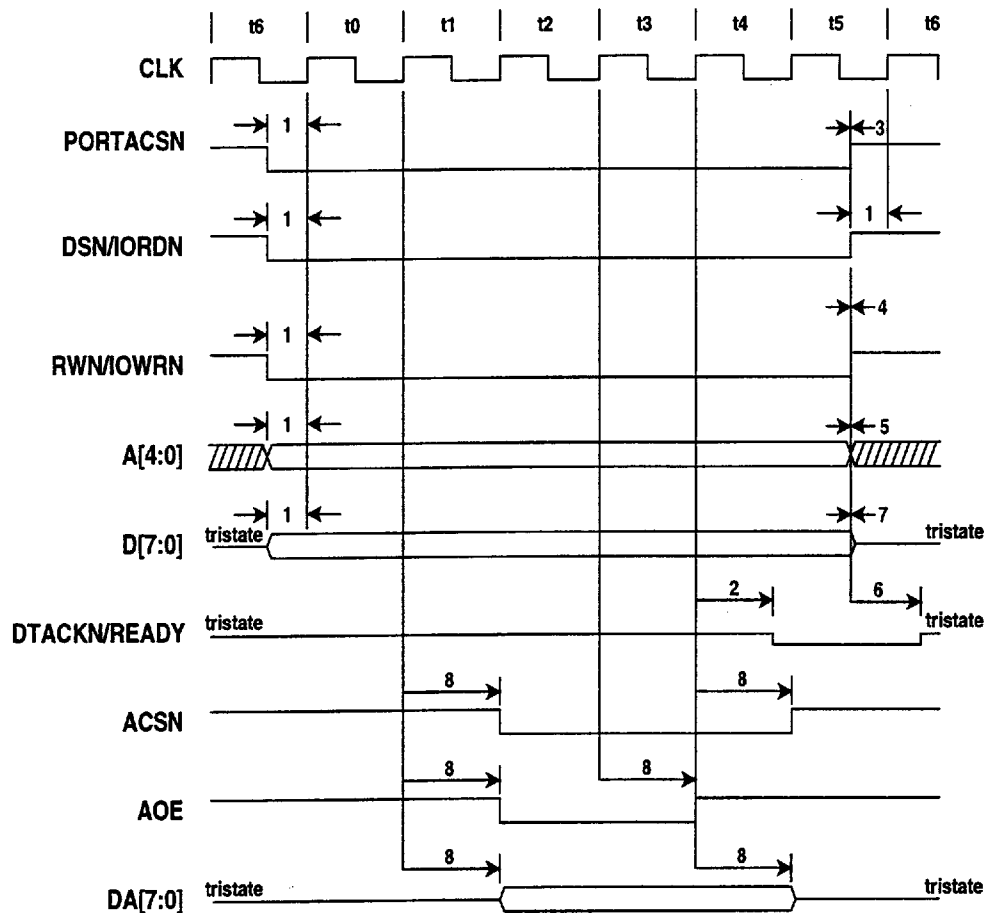 t6 t0 t1 t2 t3 t4 t5 t6
CLK
PORTACSN 1 3
DSN/IORDN 1 1
4
RWN/IOWRN 1
A[4:0] 1 5
D[7:0] tristate 1 7 tristate
2 6
DTACKN/READY tristate tristate
8 8
ACSN
8 8
AOE
8 8
DA[7:0] tristate tristate